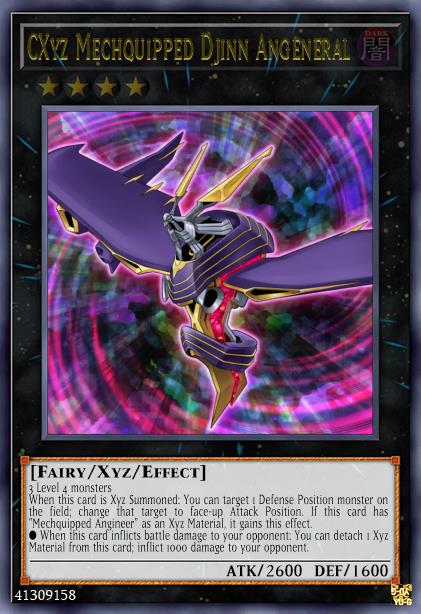 CXyz Mechquipped Djinn Angeneral
DARK
闇
[Fairy/Xyz/Effect]
3 Level 4 monsters
When this card is Xyz Summoned: You can target 1 Defense Position monster on
the field; change that target to face-up Attack Position. If this card has
"Mechquipped Angineer" as an Xyz Material, it gains this effect.
● When this card inflicts battle damage to your opponent: You can detach 1 Xyz
Material from this card; inflict 1000 damage to your opponent.
ATK/2600 DEF/1600
41309158